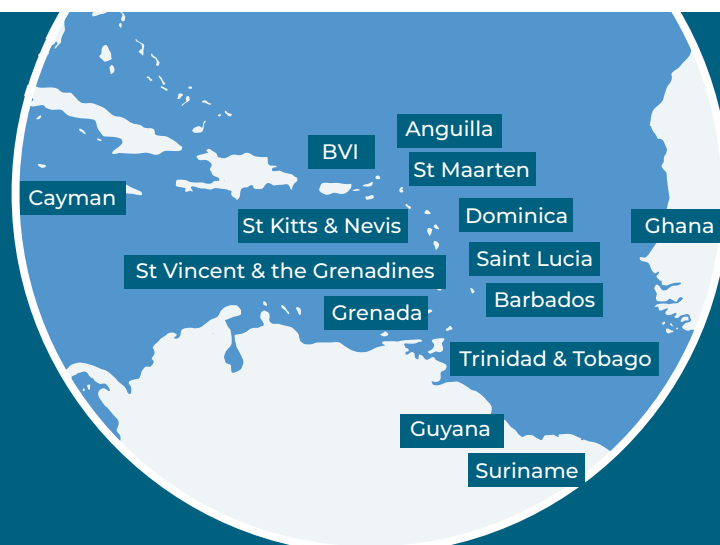 Anguilla
BVI
St Maarten
Cayman
Dominica
St Kitts & Nevis
Ghana
Saint Lucia
St Vincent & the Grenadines
Barbados
Grenada
Trinidad & Tobago
Guyana
Suriname